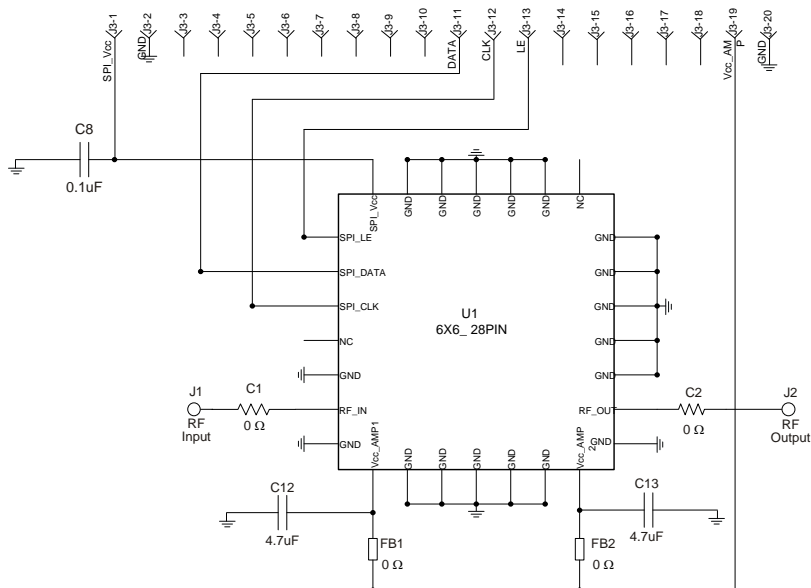 J3-1
J3-2
J3-3
J3-4
J3-5
J3-6
J3-7
J3-8
J3-9
J3-10
J3-11
J3-12
J3-13
J3-14
J3-15
J3-16
J3-17
J3-18
J3-19
J3-20
SPI_Vcc
GND
DATA
CLK
LE
Vcc_AM
P
GND
C8
0.1uF
SPI_Vcc
GND
GND
GND
GND
GND
NC
SPI_LE
SPI_DATA
SPI_CLK
NC
GND
RF_IN
GND
U1
6X6_ 28PIN
GND
GND
GND
GND
GND
RF_OUT
GND
J1
RF
Input
C1
0 Ω
C2
0 Ω
J2
RF
Output
Vcc_AMP1
GND
GND
GND
GND
GND
Vcc_AMP
2
C12
4.7uF
C13
4.7uF
FB1
0 Ω
FB2
0 Ω